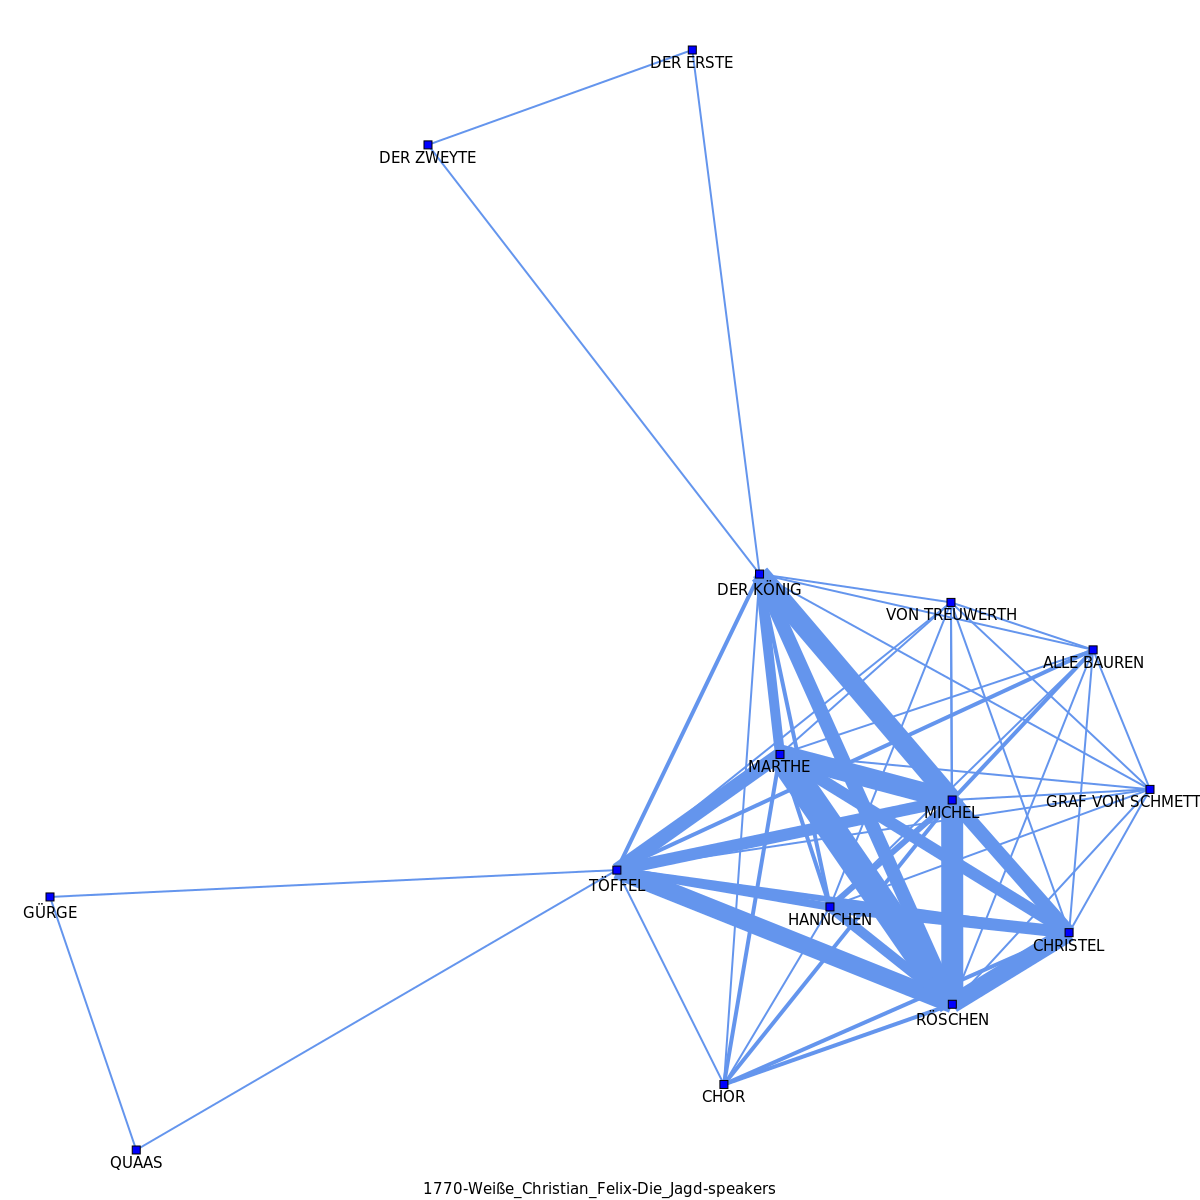 DER ERSTE
DER ZWEYTE
DER KÖNIG
VON TREUWERTH
ALLE BAUREN
MARTHE
GRAF VON SCHMETT
MICHEL
TÖFFEL
GÜRGE
HANNCHEN
CHRISTEL
RÖSCHEN
CHOR
QUAAS
1770-Weiße_Christian_Felix-Die_Jagd-speakers